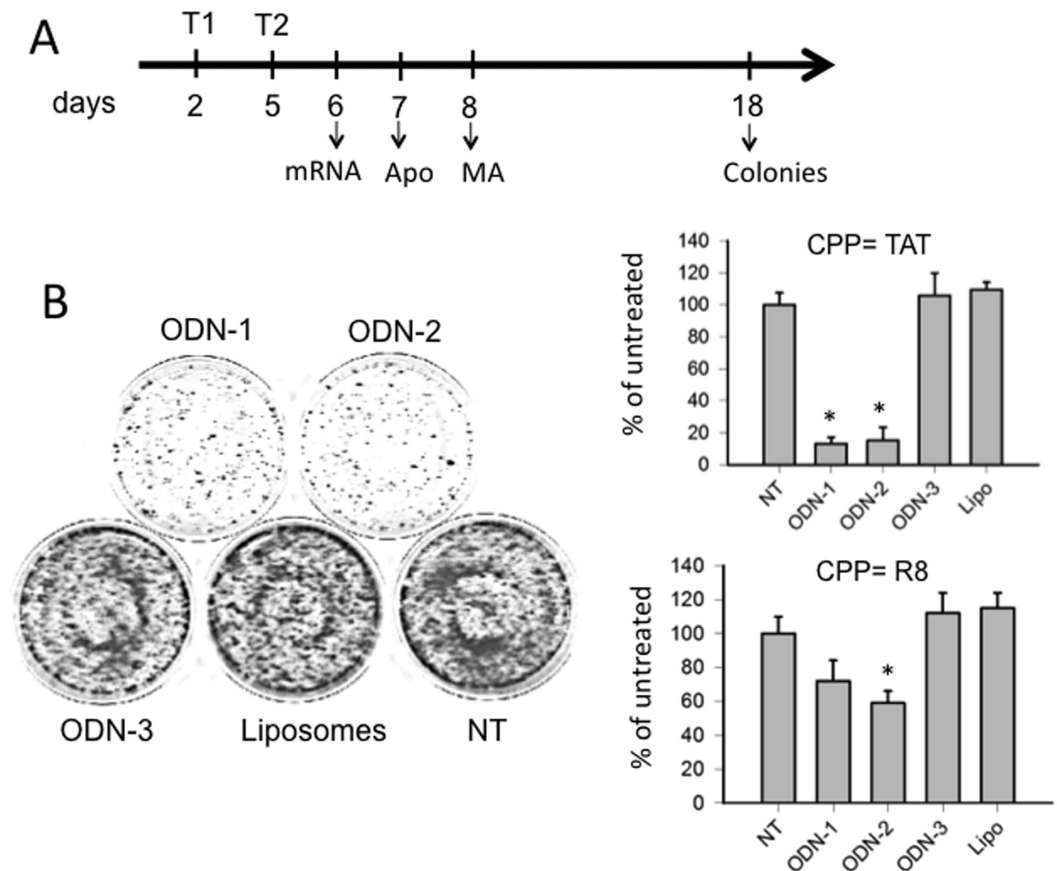 A
T1 T2
days 2 5 6 7 8 18
mRNA Apo MA Colonies
B
ODN-1 ODN-2
ODN-3 Liposomes NT
CPP= TAT
% of untreated
140
120
100
80
60
40
20
0
*
*
NT ODN-1 ODN-2 ODN-3 Lipo
CPP= R8
% of untreated
140
120
100
80
60
40
20
0
*
NT ODN-1 ODN-2 ODN-3 Lipo